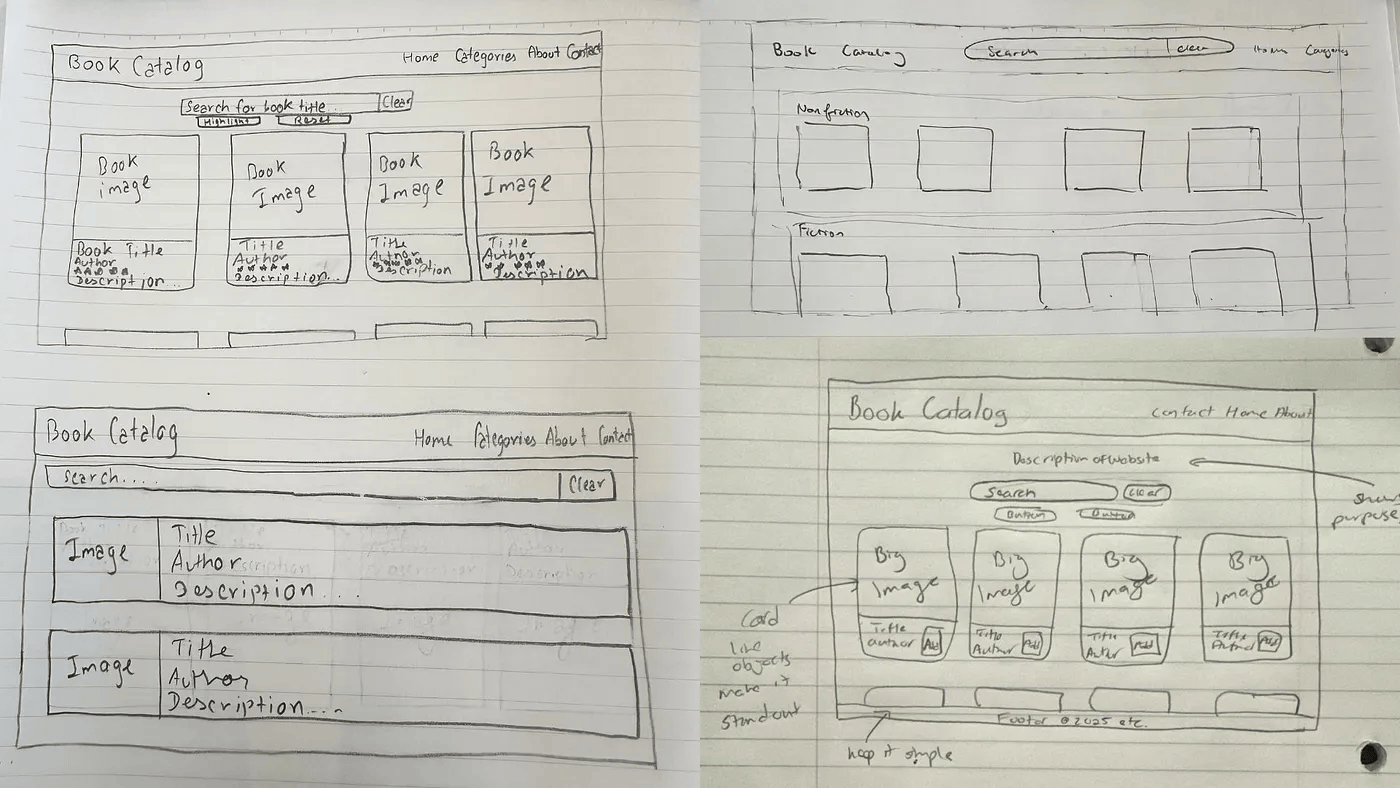 Book Catalog
Home Categories About Contact
Search for book title...
Clear
Highlight
Reset
Book image
Book Image
Book Image
Book Image
Book Title
Author
Description...
Title
Author
Description...
Title
Author
Description
Title
Author
Description
Book Catalog
Search
clear
Home Categories
Nonfiction
Fiction
Book Catalog
Home Categories About Contact
Search....
Clear
Image
Title
Author
Description...
Image
Title
Author
Description...
Book Catalog
Contact Home About
Description of website
purpose
Search
clear
Button
Button
Big Image
Big Image
Big Image
Big Image
Title
author
Add
Title
Author
Add
Title
Author
Add
Title
Author
Add
Card
like
objects
make it
standout
Footer © 2025 etc.
keep it simple